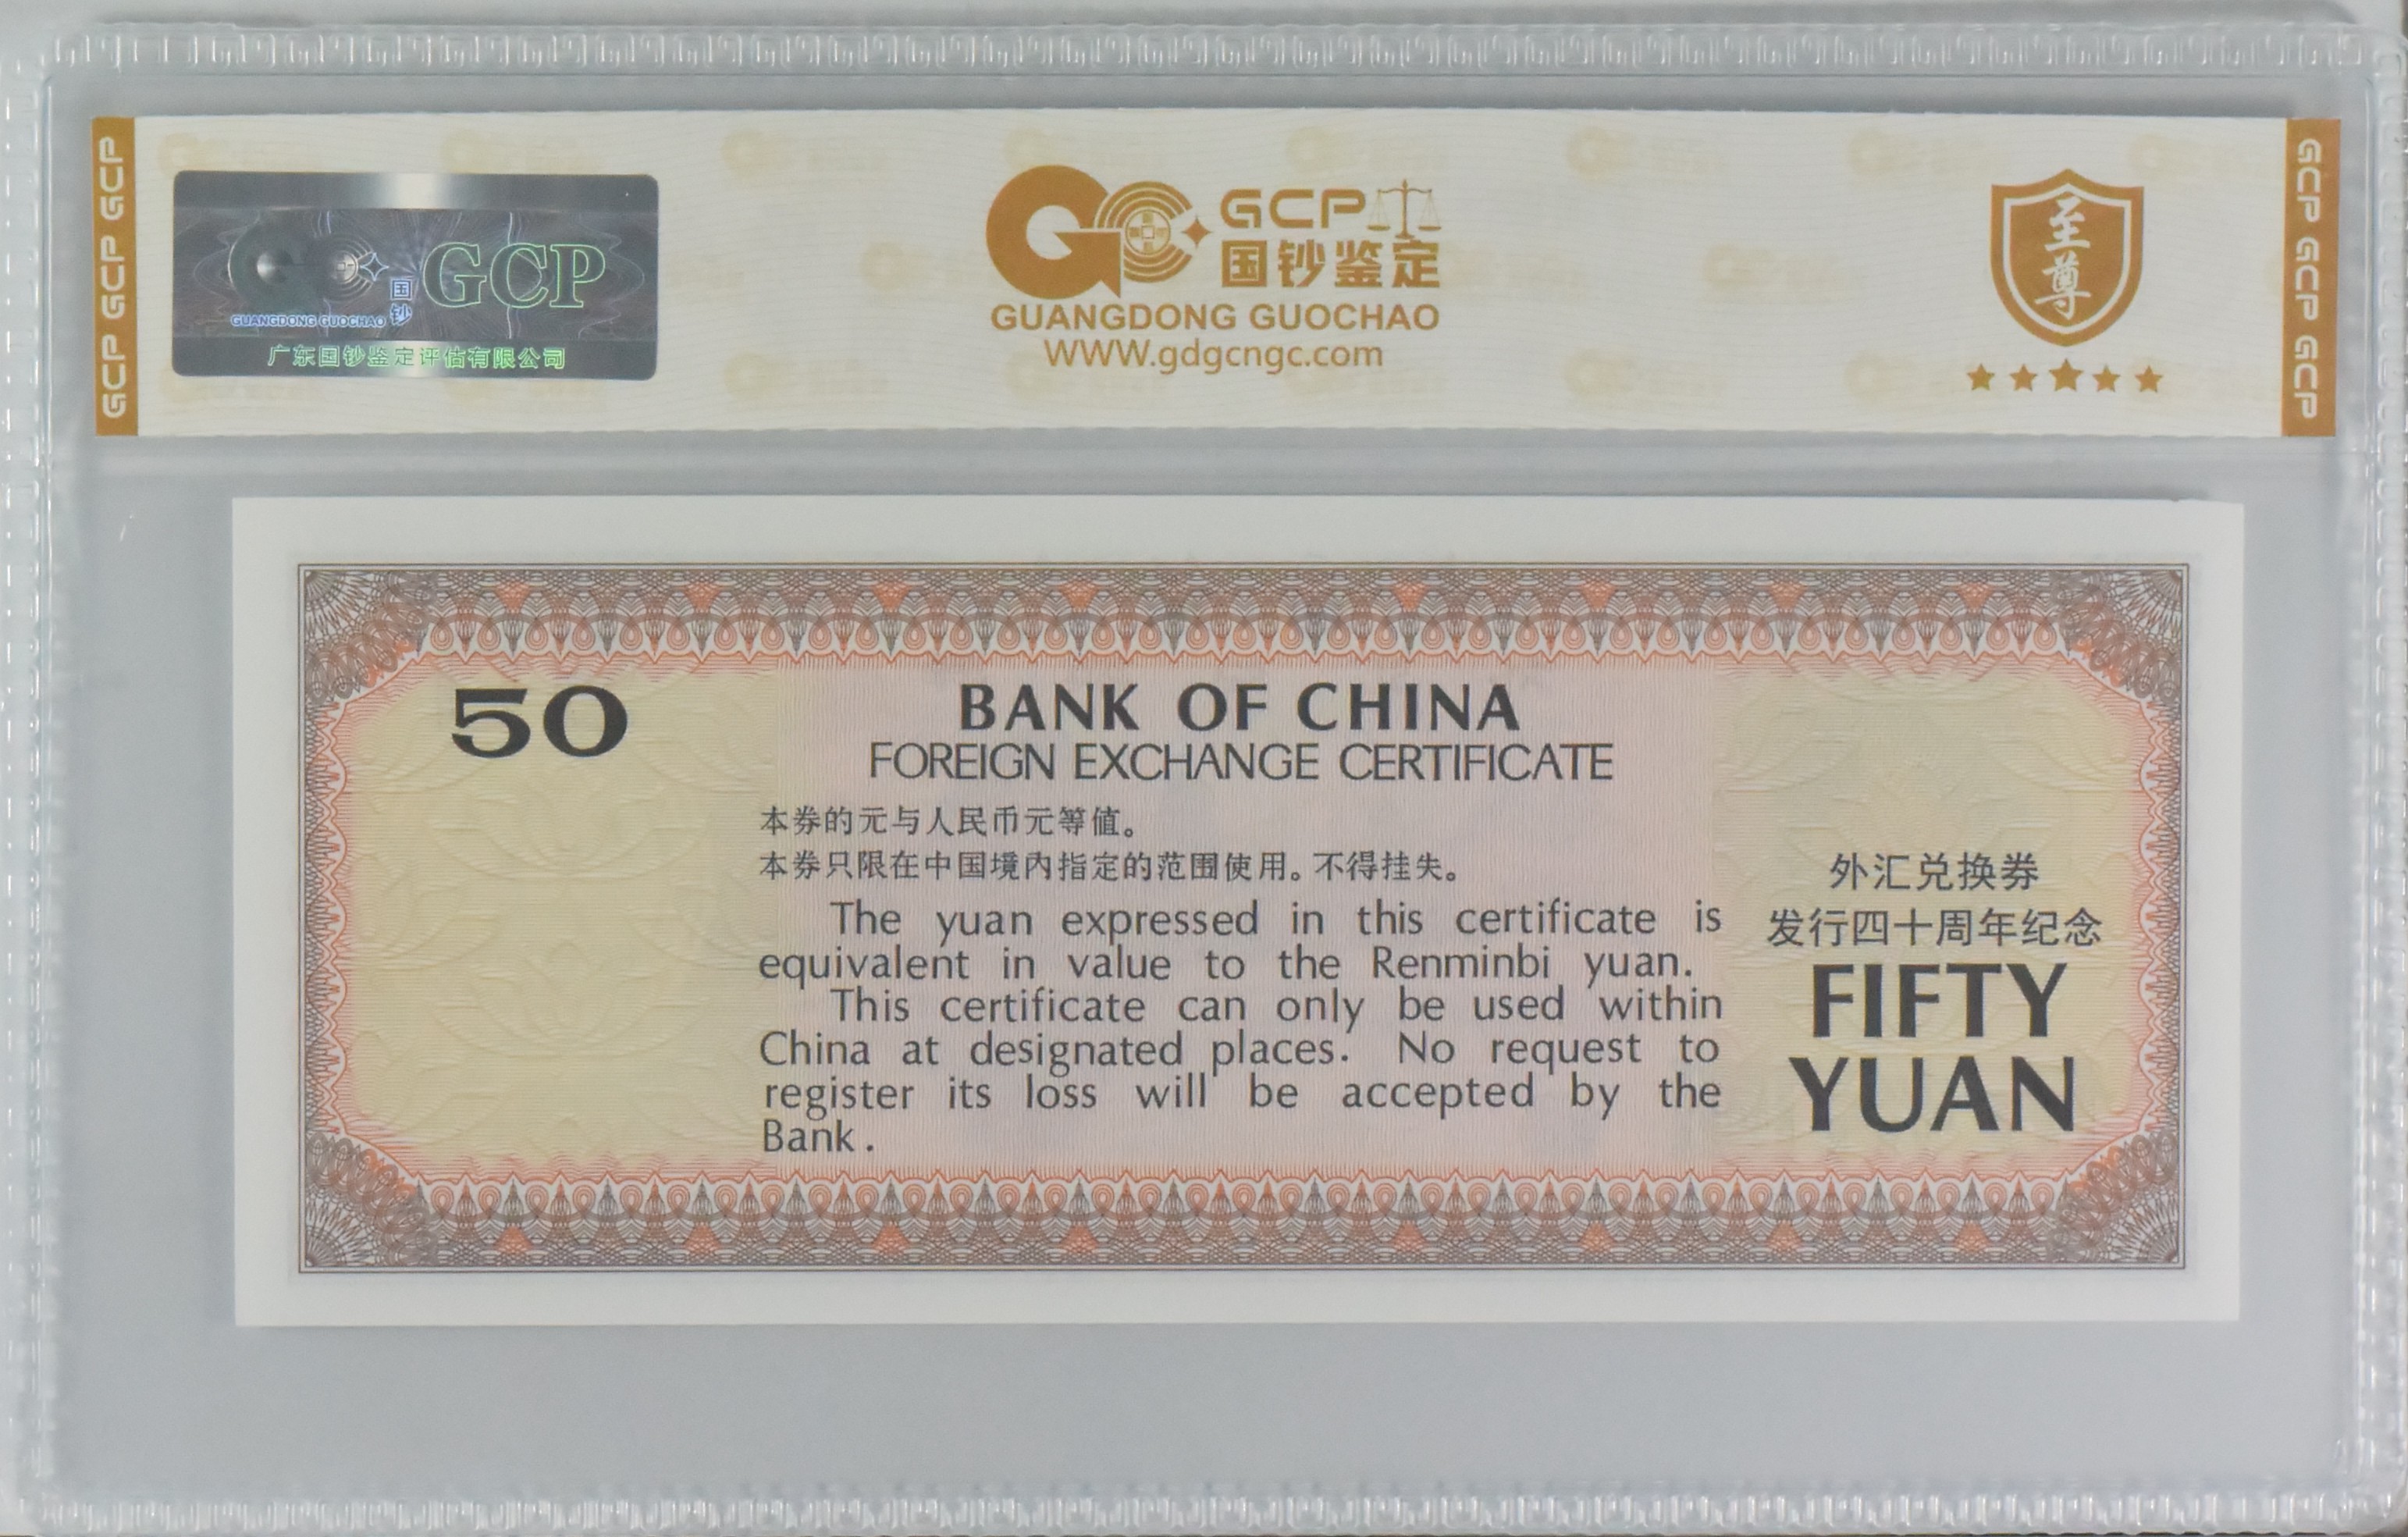 GCP GCP GCP
国钞
GCP
GUANGDONG GUOCHAO
广东国钞鉴定评估有限公司
GCP
国钞鉴定
GUANGDONG GUOCHAO
WWW.gdgcngc.com
至尊
GCP GCP GCP
50
BANK OF CHINA
FOREIGN EXCHANGE CERTIFICATE
本券的元与人民币元等値。
本券只限在中国境内指定的范围使用。不得挂失。
The yuan expressed in this certificate is
equivalent in value to the Renminbi yuan.
This certificate can only be used within
China at designated places. No request to
register its loss will be accepted by the
Bank.
外汇兑换券
发行四十周年纪念
FIFTY
YUAN